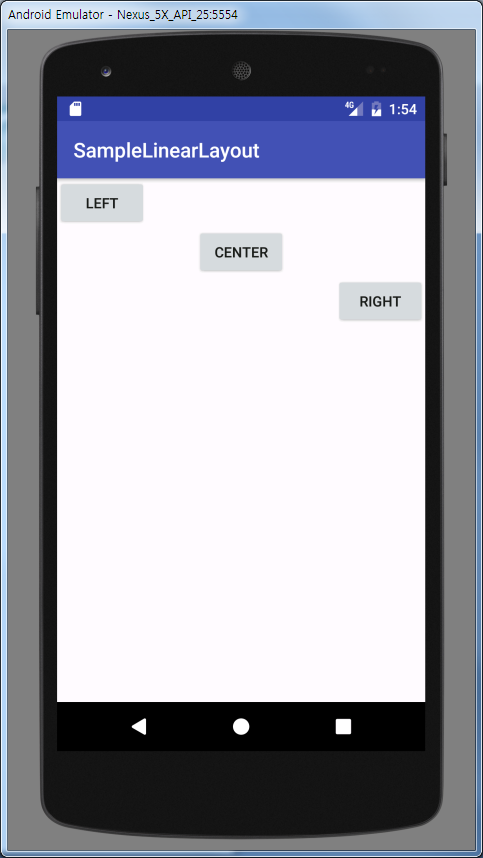 Android Emulator - Nexus_5X_API_25:5554
4G 1:54
SampleLinearLayout
LEFT
CENTER
RIGHT